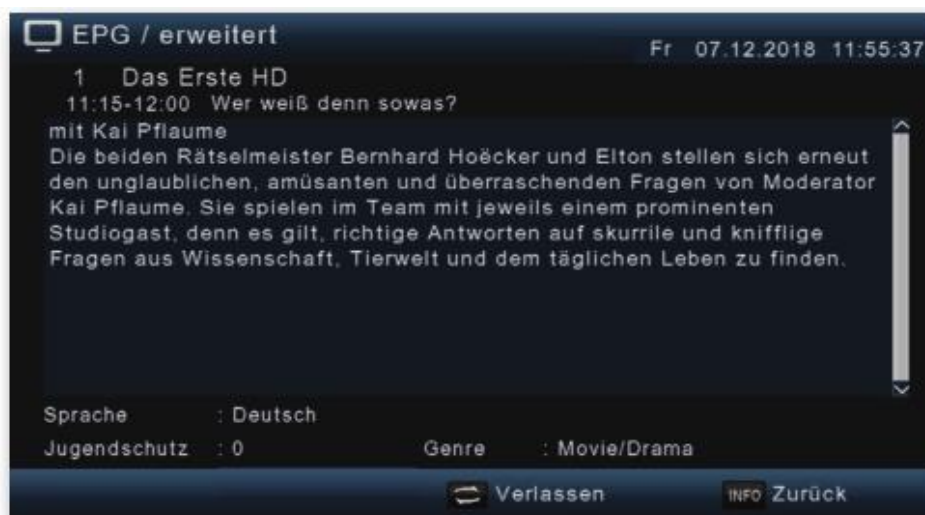 EPG / erweitert
Fr 07.12.2018 11:55:37
1 Das Erste HD
11:15-12:00 Wer weiß denn sowas?
mit Kai Pflaume
Die beiden Rätselmeister Bernhard Hoëcker und Elton stellen sich erneut
den unglaublichen, amüsanten und überraschenden Fragen von Moderator
Kai Pflaume. Sie spielen im Team mit jeweils einem prominenten
Studiogast, denn es gilt, richtige Antworten auf skurrile und knifflige
Fragen aus Wissenschaft, Tierwelt und dem täglichen Leben zu finden.
Sprache : Deutsch
Jugendschutz : 0 Genre : Movie/Drama
Verlassen INFO Zurück